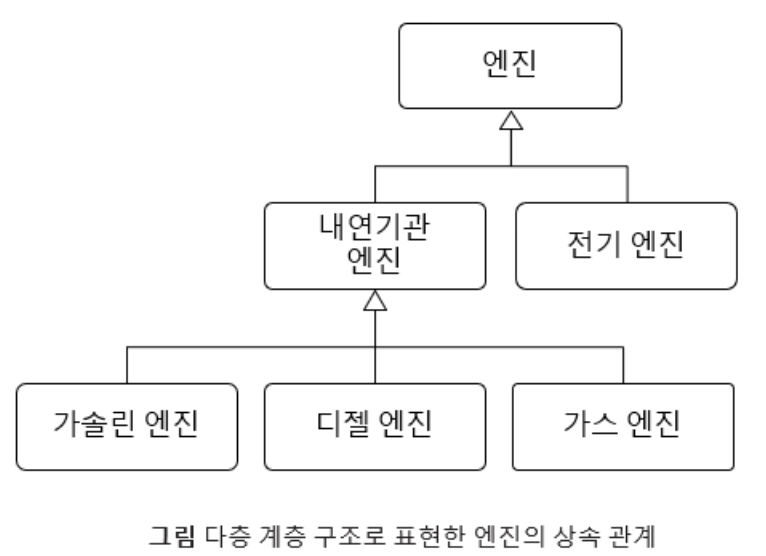 엔진
내연기관
엔진
전기 엔진
가솔린 엔진
디젤 엔진
가스 엔진
그림 다층 계층 구조로 표현한 엔진의 상속 관계